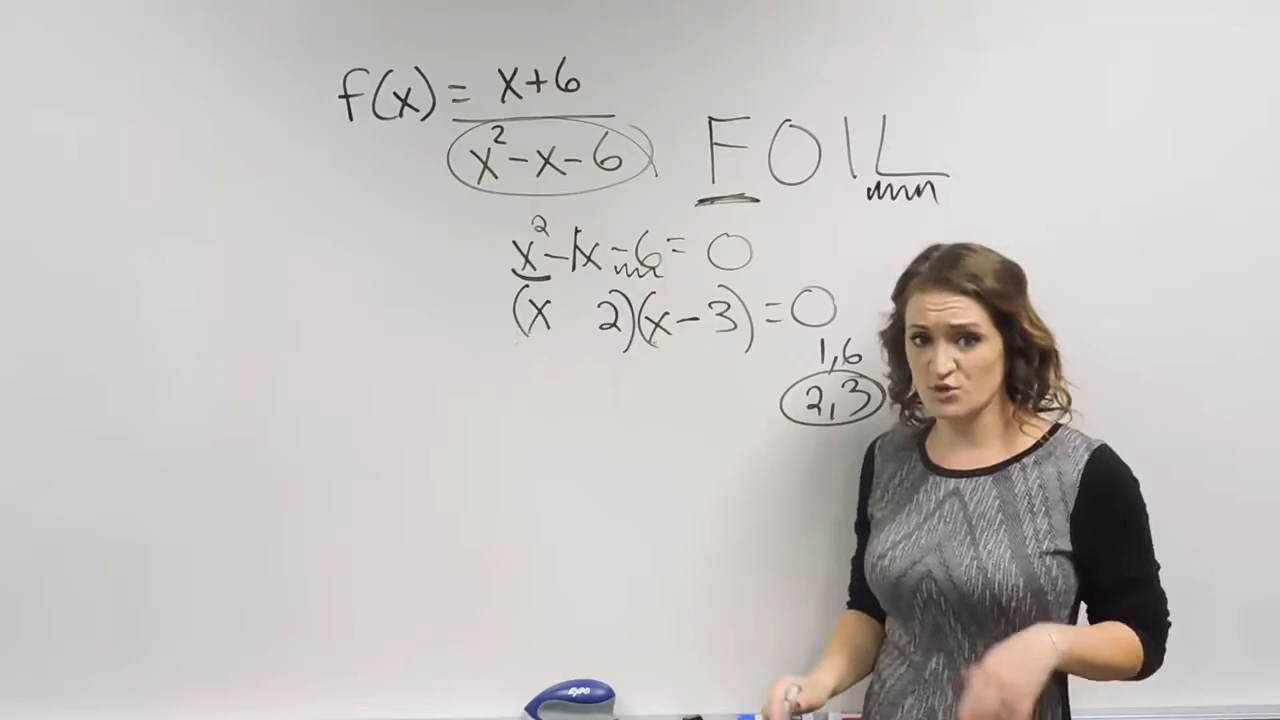 f(x) = x+6
x²-x-6
FOIL
x²-1x-6=0
(x 2)(x-3)=0
1,6
2,3
EXPO